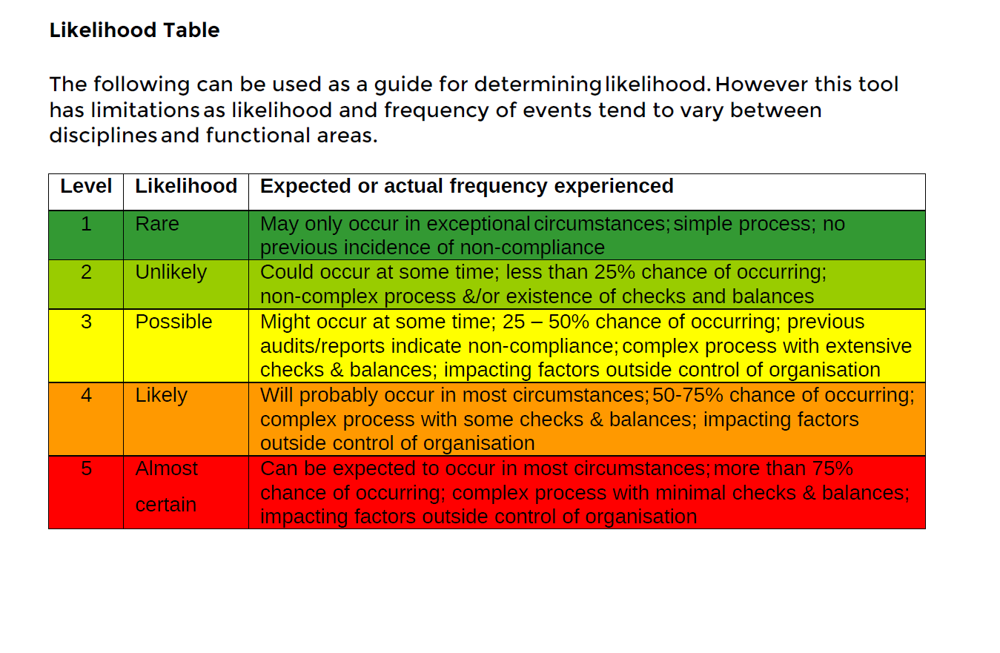 Likelihood Table
The following can be used as a guide for determining likelihood. However this tool
has limitations as likelihood and frequency of events tend to vary between
disciplines and functional areas.
Level Likelihood Expected or actual frequency experienced
1 Rare May only occur in exceptional circumstances; simple process; no
previous incidence of non-compliance
2 Unlikely Could occur at some time; less than 25% chance of occurring;
non-complex process &/or existence of checks and balances
3 Possible Might occur at some time; 25 – 50% chance of occurring; previous
audits/reports indicate non-compliance; complex process with extensive
checks & balances; impacting factors outside control of organisation
4 Likely Will probably occur in most circumstances; 50-75% chance of occurring;
complex process with some checks & balances; impacting factors
outside control of organisation
5 Almost Can be expected to occur in most circumstances; more than 75%
certain chance of occurring; complex process with minimal checks & balances;
impacting factors outside control of organisation